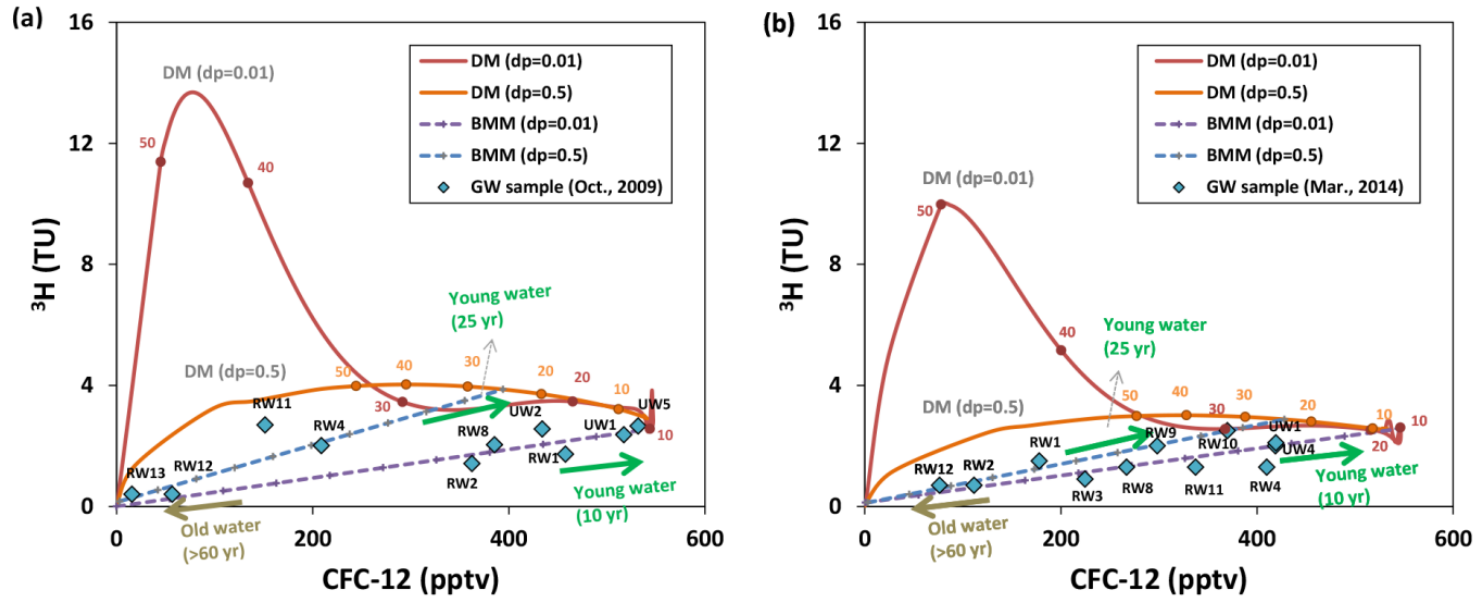 (a)
16
12
8
4
0
³H (TU)
DM (dp=0.01)
50
40
30
20
10
DM (dp=0.01)
DM (dp=0.5)
BMM (dp=0.01)
BMM (dp=0.5)
GW sample (Oct., 2009)
Young water
(25 yr)
DM (dp=0.5)
50
40
30
20
10
RW11
RW4
RW13
RW12
RW8
RW2
UW2
RW1
UW1
UW5
Old water
(>60 yr)
Young water
(10 yr)
0
200
400
600
CFC-12 (pptv)
(b)
16
12
8
4
0
³H (TU)
DM (dp=0.01)
DM (dp=0.5)
BMM (dp=0.01)
BMM (dp=0.5)
GW sample (Mar., 2014)
DM (dp=0.01)
50
40
30
20
10
Young water
(25 yr)
DM (dp=0.5)
50
40
30
20
10
RW1
RW9
RW10
UW1
UW4
RW12
RW2
RW3
RW8
RW11
RW4
Old water
(>60 yr)
Young water
(10 yr)
0
200
400
600
CFC-12 (pptv)